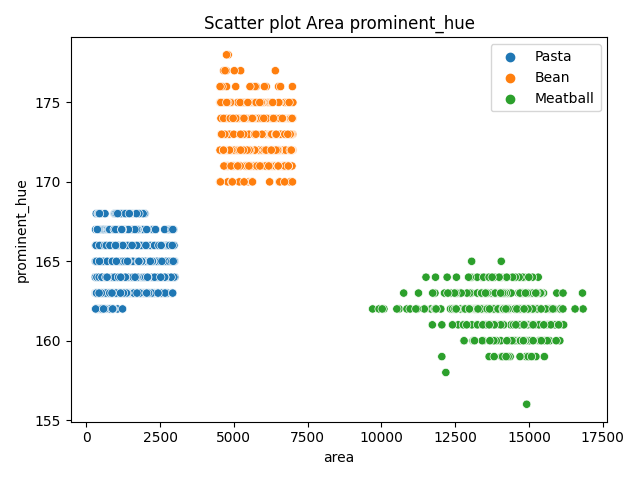 Scatter plot Area prominent_hue
Pasta
Bean
Meatball
prominent_hue
175
170
165
160
155
0 2500 5000 7500 10000 12500 15000 17500
area